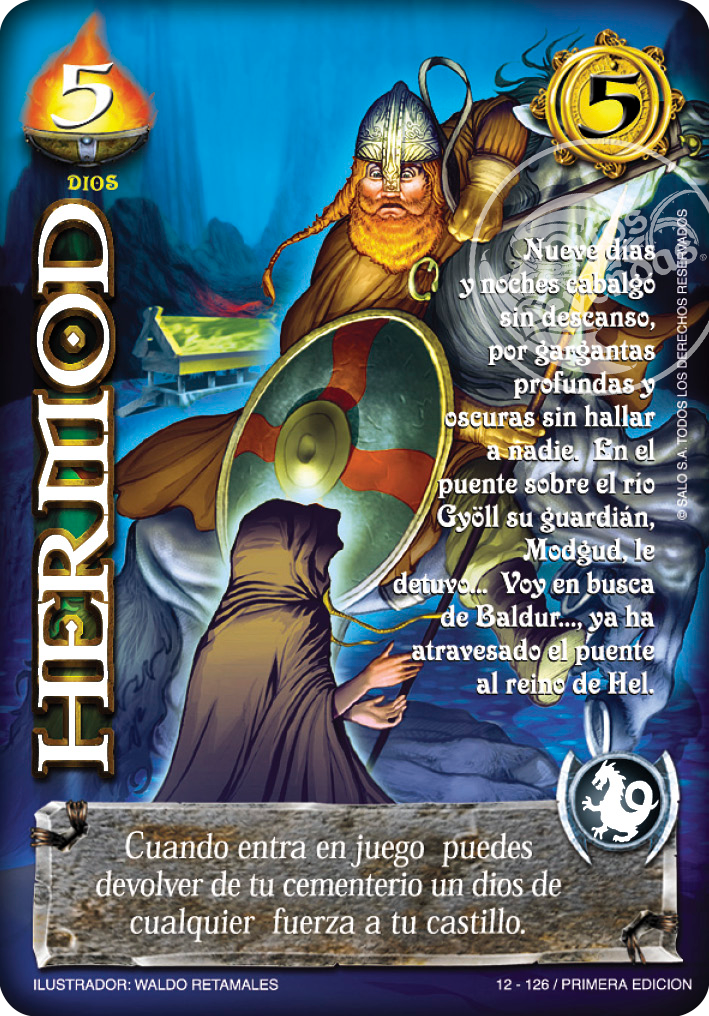 5
5
DIOS
HERMOD
Nueve días
y noches cabalgó
sin descanso,
por gargantas
profundas y
oscuras sin hallar
a nadie. En el
puente sobre el río
Gyöll su guardián,
Modgud, le
detuvo... Voy en busca
de Baldur..., ya ha
atravesado el puente
al reino de Hel.
© SALO S.A. TODOS LOS DERECHOS RESERVADOS
Cuando entra en juego puedes
devolver de tu cementerio un dios de
cualquier fuerza a tu castillo.
ILUSTRADOR: WALDO RETAMALES
12 - 126 / PRIMERA EDICION